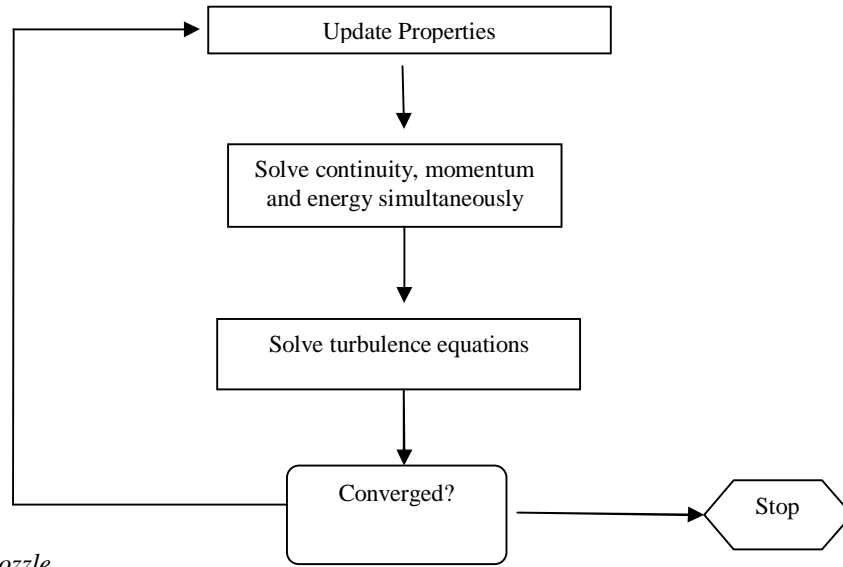 Update Properties
Solve continuity, momentum
and energy simultaneously
Solve turbulence equations
Converged?
Stop